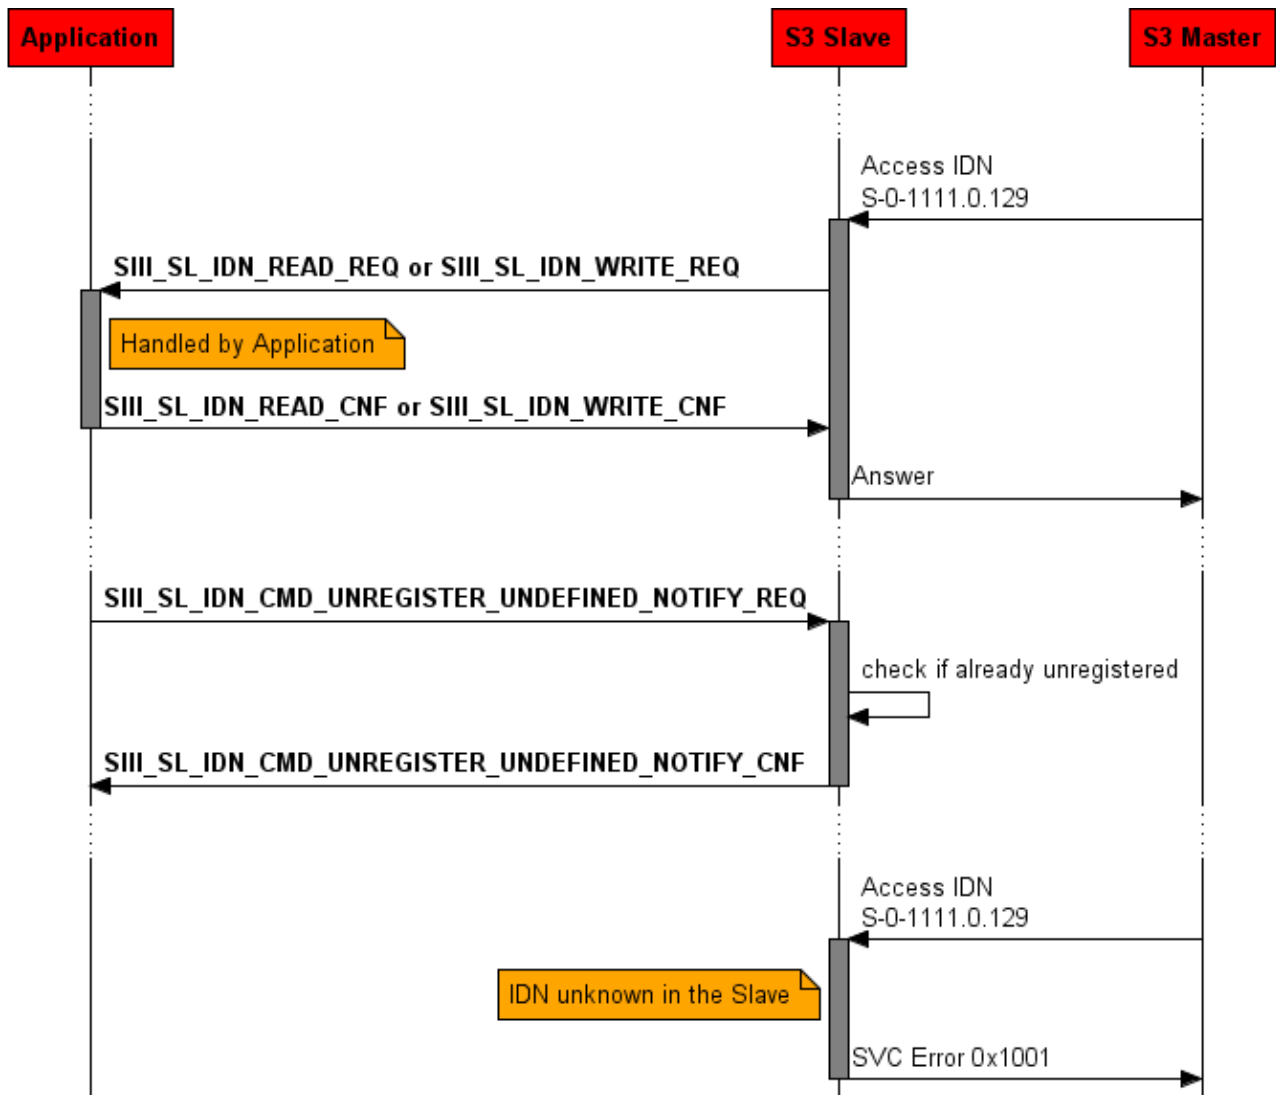 Application
S3 Slave
S3 Master
Access IDN
S-0-1111.0.129
SIII_SL_IDN_READ_REQ or SIII_SL_IDN_WRITE_REQ
Handled by Application
SIII_SL_IDN_READ_CNF or SIII_SL_IDN_WRITE_CNF
Answer
SIII_SL_IDN_CMD_UNREGISTER_UNDEFINED_NOTIFY_REQ
check if already unregistered
SIII_SL_IDN_CMD_UNREGISTER_UNDEFINED_NOTIFY_CNF
Access IDN
S-0-1111.0.129
IDN unknown in the Slave
SVC Error 0x1001